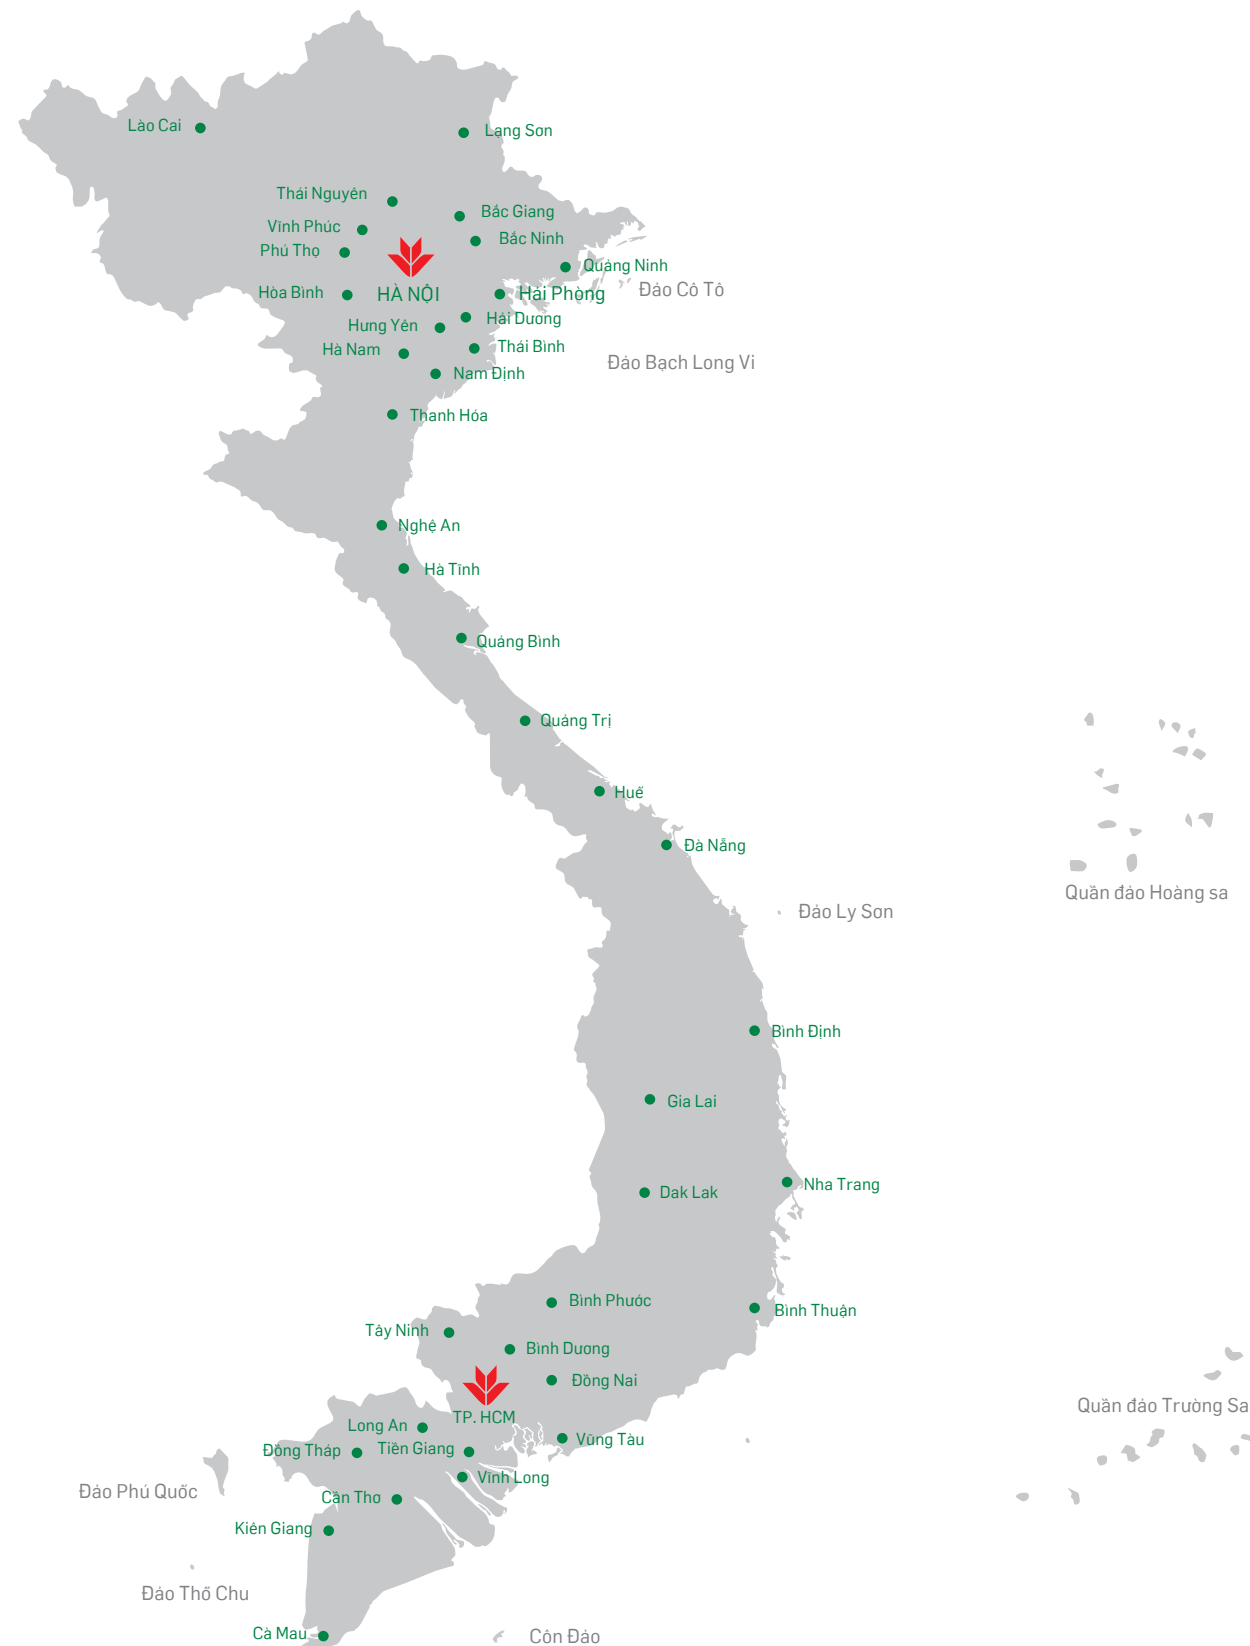 Lào Cai
Lạng Sơn
Thái Nguyên
Bắc Giang
Vĩnh Phúc
Bắc Ninh
Phú Thọ
Quảng Ninh
Đảo Cô Tô
Hòa Bình
HÀ NỘI
Hải Phòng
Hải Dương
Hưng Yên
Thái Bình
Hà Nam
Đảo Bạch Long Vi
Nam Định
Thanh Hóa
Nghệ An
Hà Tĩnh
Quảng Bình
Quảng Trị
Huế
Đà Nẵng
Quần đảo Hoàng sa
Đảo Ly Sơn
Bình Định
Gia Lai
Nha Trang
Dak Lak
Bình Phước
Bình Thuận
Tây Ninh
Bình Dương
Đồng Nai
Quần đảo Trường Sa
TP. HCM
Long An
Vũng Tàu
Tiền Giang
Đồng Tháp
Vĩnh Long
Đảo Phú Quốc
Cần Thơ
Kiên Giang
Đảo Thổ Chu
Cà Mau
Côn Đảo